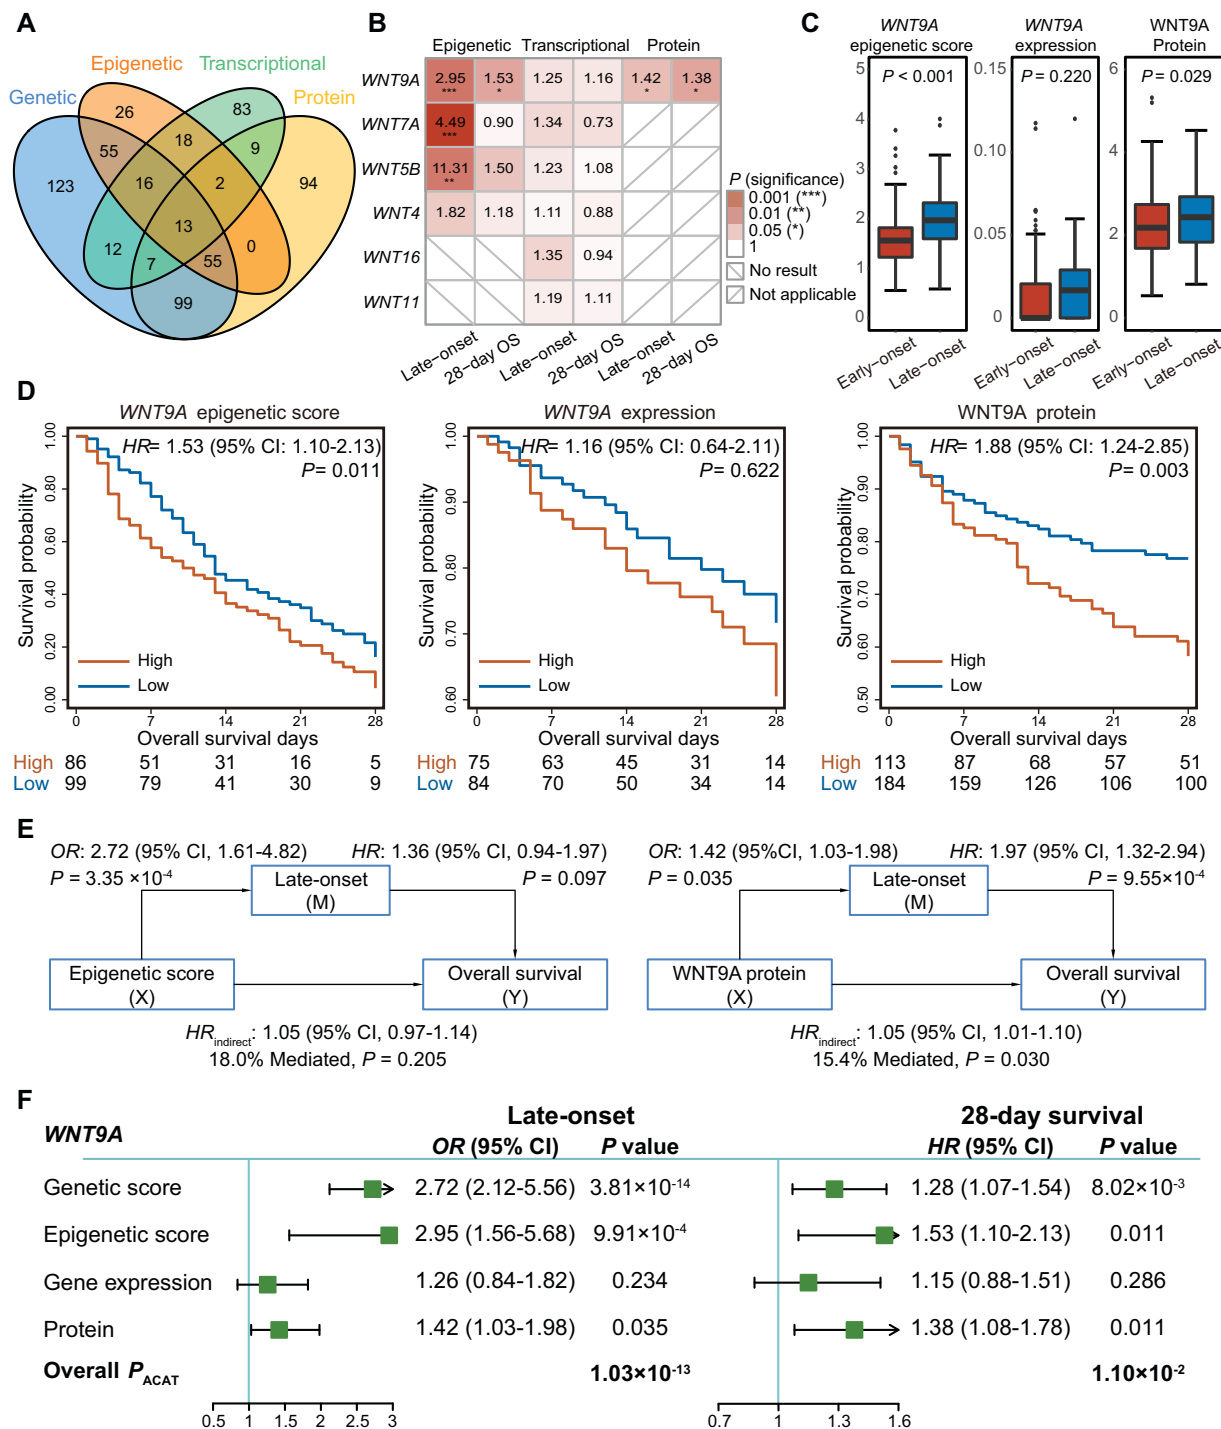 A
Epigenetic Transcriptional
Genetic Protein
26 83
55 18 9
123 16 2 94
13
12 7 55 0
99
B
Epigenetic Transcriptional Protein
WNT9A 2.95 *** 1.53 * 1.25 1.16 1.42 * 1.38 *
WNT7A 4.49 *** 0.90 1.34 0.73
WNT5B 11.31 ** 1.50 1.23 1.08
WNT4 1.82 1.18 1.11 0.88
WNT16 1.35 0.94
WNT11 1.19 1.11
Late-onset 28-day OS Late-onset 28-day OS Late-onset 28-day OS
P (significance)
0.001 (***)
0.01 (**)
0.05 (*)
1
No result
Not applicable
C
WNT9A epigenetic score
P < 0.001
5
4
3
2
1
0
Early-onset Late-onset
WNT9A expression
P = 0.220
0.15
0.10
0.05
0
Early-onset Late-onset
WNT9A Protein
P = 0.029
6
4
2
0
Early-onset Late-onset
D
WNT9A epigenetic score
HR= 1.53 (95% CI: 1.10-2.13)
P= 0.011
Survival probability
1.00
0.80
0.60
0.40
0.20
0.00
High
Low
0 7 14 21 28
Overall survival days
High 86 51 31 16 5
Low 99 79 41 30 9
WNT9A expression
HR= 1.16 (95% CI: 0.64-2.11)
P= 0.622
Survival probability
1.00
0.90
0.80
0.70
0.60
High
Low
0 7 14 21 28
Overall survival days
High 75 63 45 31 14
Low 84 70 50 34 14
WNT9A protein
HR= 1.88 (95% CI: 1.24-2.85)
P= 0.003
Survival probability
1.00
0.90
0.80
0.70
0.60
0.50
High
Low
0 7 14 21 28
Overall survival days
High 113 87 68 57 51
Low 184 159 126 106 100
E
OR: 2.72 (95% CI, 1.61-4.82) HR: 1.36 (95% CI, 0.94-1.97)
P = 3.35 ×10-4 P = 0.097
Late-onset
(M)
Epigenetic score
(X)
Overall survival
(Y)
HRindirect: 1.05 (95% CI, 0.97-1.14)
18.0% Mediated, P = 0.205
OR: 1.42 (95%CI, 1.03-1.98) HR: 1.97 (95% CI, 1.32-2.94)
P = 0.035 P = 9.55×10-4
Late-onset
(M)
WNT9A protein
(X)
Overall survival
(Y)
HRindirect: 1.05 (95% CI, 1.01-1.10)
15.4% Mediated, P = 0.030
F
Late-onset 28-day survival
WNT9A OR (95% CI) P value HR (95% CI) P value
Genetic score 2.72 (2.12-5.56) 3.81×10-14 1.28 (1.07-1.54) 8.02×10-3
Epigenetic score 2.95 (1.56-5.68) 9.91×10-4 1.53 (1.10-2.13) 0.011
Gene expression 1.26 (0.84-1.82) 0.234 1.15 (0.88-1.51) 0.286
Protein 1.42 (1.03-1.98) 0.035 1.38 (1.08-1.78) 0.011
Overall PACAT 1.03×10-13 1.10×10-2
0.5 1 1.5 2 2.5 3 0.7 1 1.3 1.6